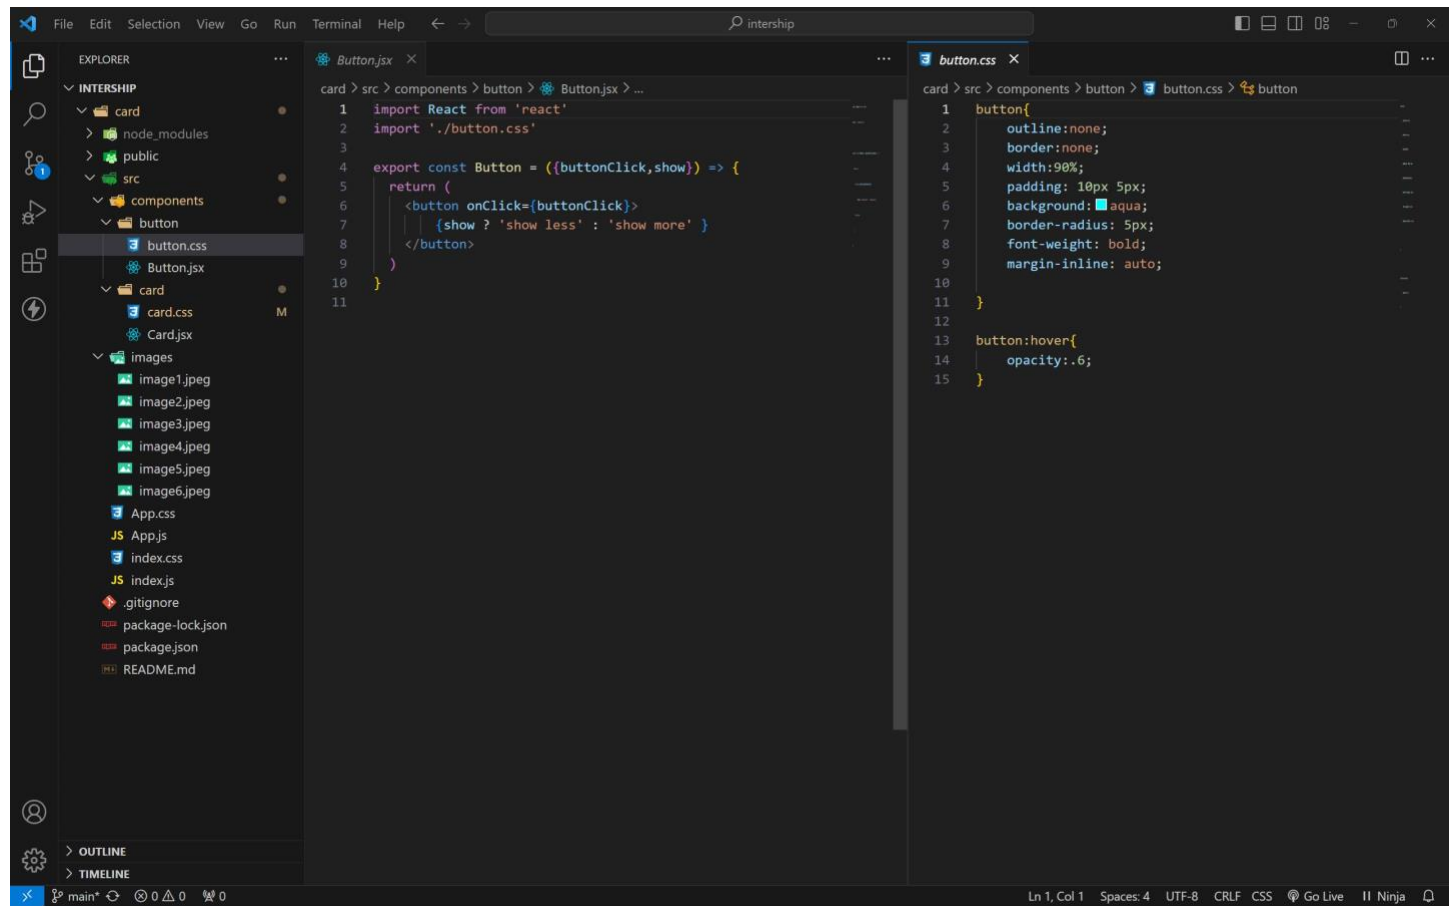 File Edit Selection View Go Run Terminal Help
intership
EXPLORER
INTERSHIP
card
node_modules
public
src
components
button
button.css
Button.jsx
card
card.css M
Card.jsx
images
image1.jpeg
image2.jpeg
image3.jpeg
image4.jpeg
image5.jpeg
image6.jpeg
App.css
JS App.js
index.css
JS index.js
.gitignore
package-lock.json
package.json
README.md
OUTLINE
TIMELINE
Button.jsx
card > src > components > button > Button.jsx > ...
1 import React from 'react'
2 import './button.css'
3
4 export const Button = ({buttonClick,show}) => {
5 return (
6 <button onClick={buttonClick}>
7 {show ? 'show less' : 'show more' }
8 </button>
9 )
10 }
11
button.css
card > src > components > button > button.css > button
1 button{
2 outline:none;
3 border:none;
4 width:90%;
5 padding: 10px 5px;
6 background: aqua;
7 border-radius: 5px;
8 font-weight: bold;
9 margin-inline: auto;
10
11 }
12
13 button:hover{
14 opacity:.6;
15 }
1
main* 0 0 0
Ln 1, Col 1 Spaces: 4 UTF-8 CRLF CSS Go Live Ninja